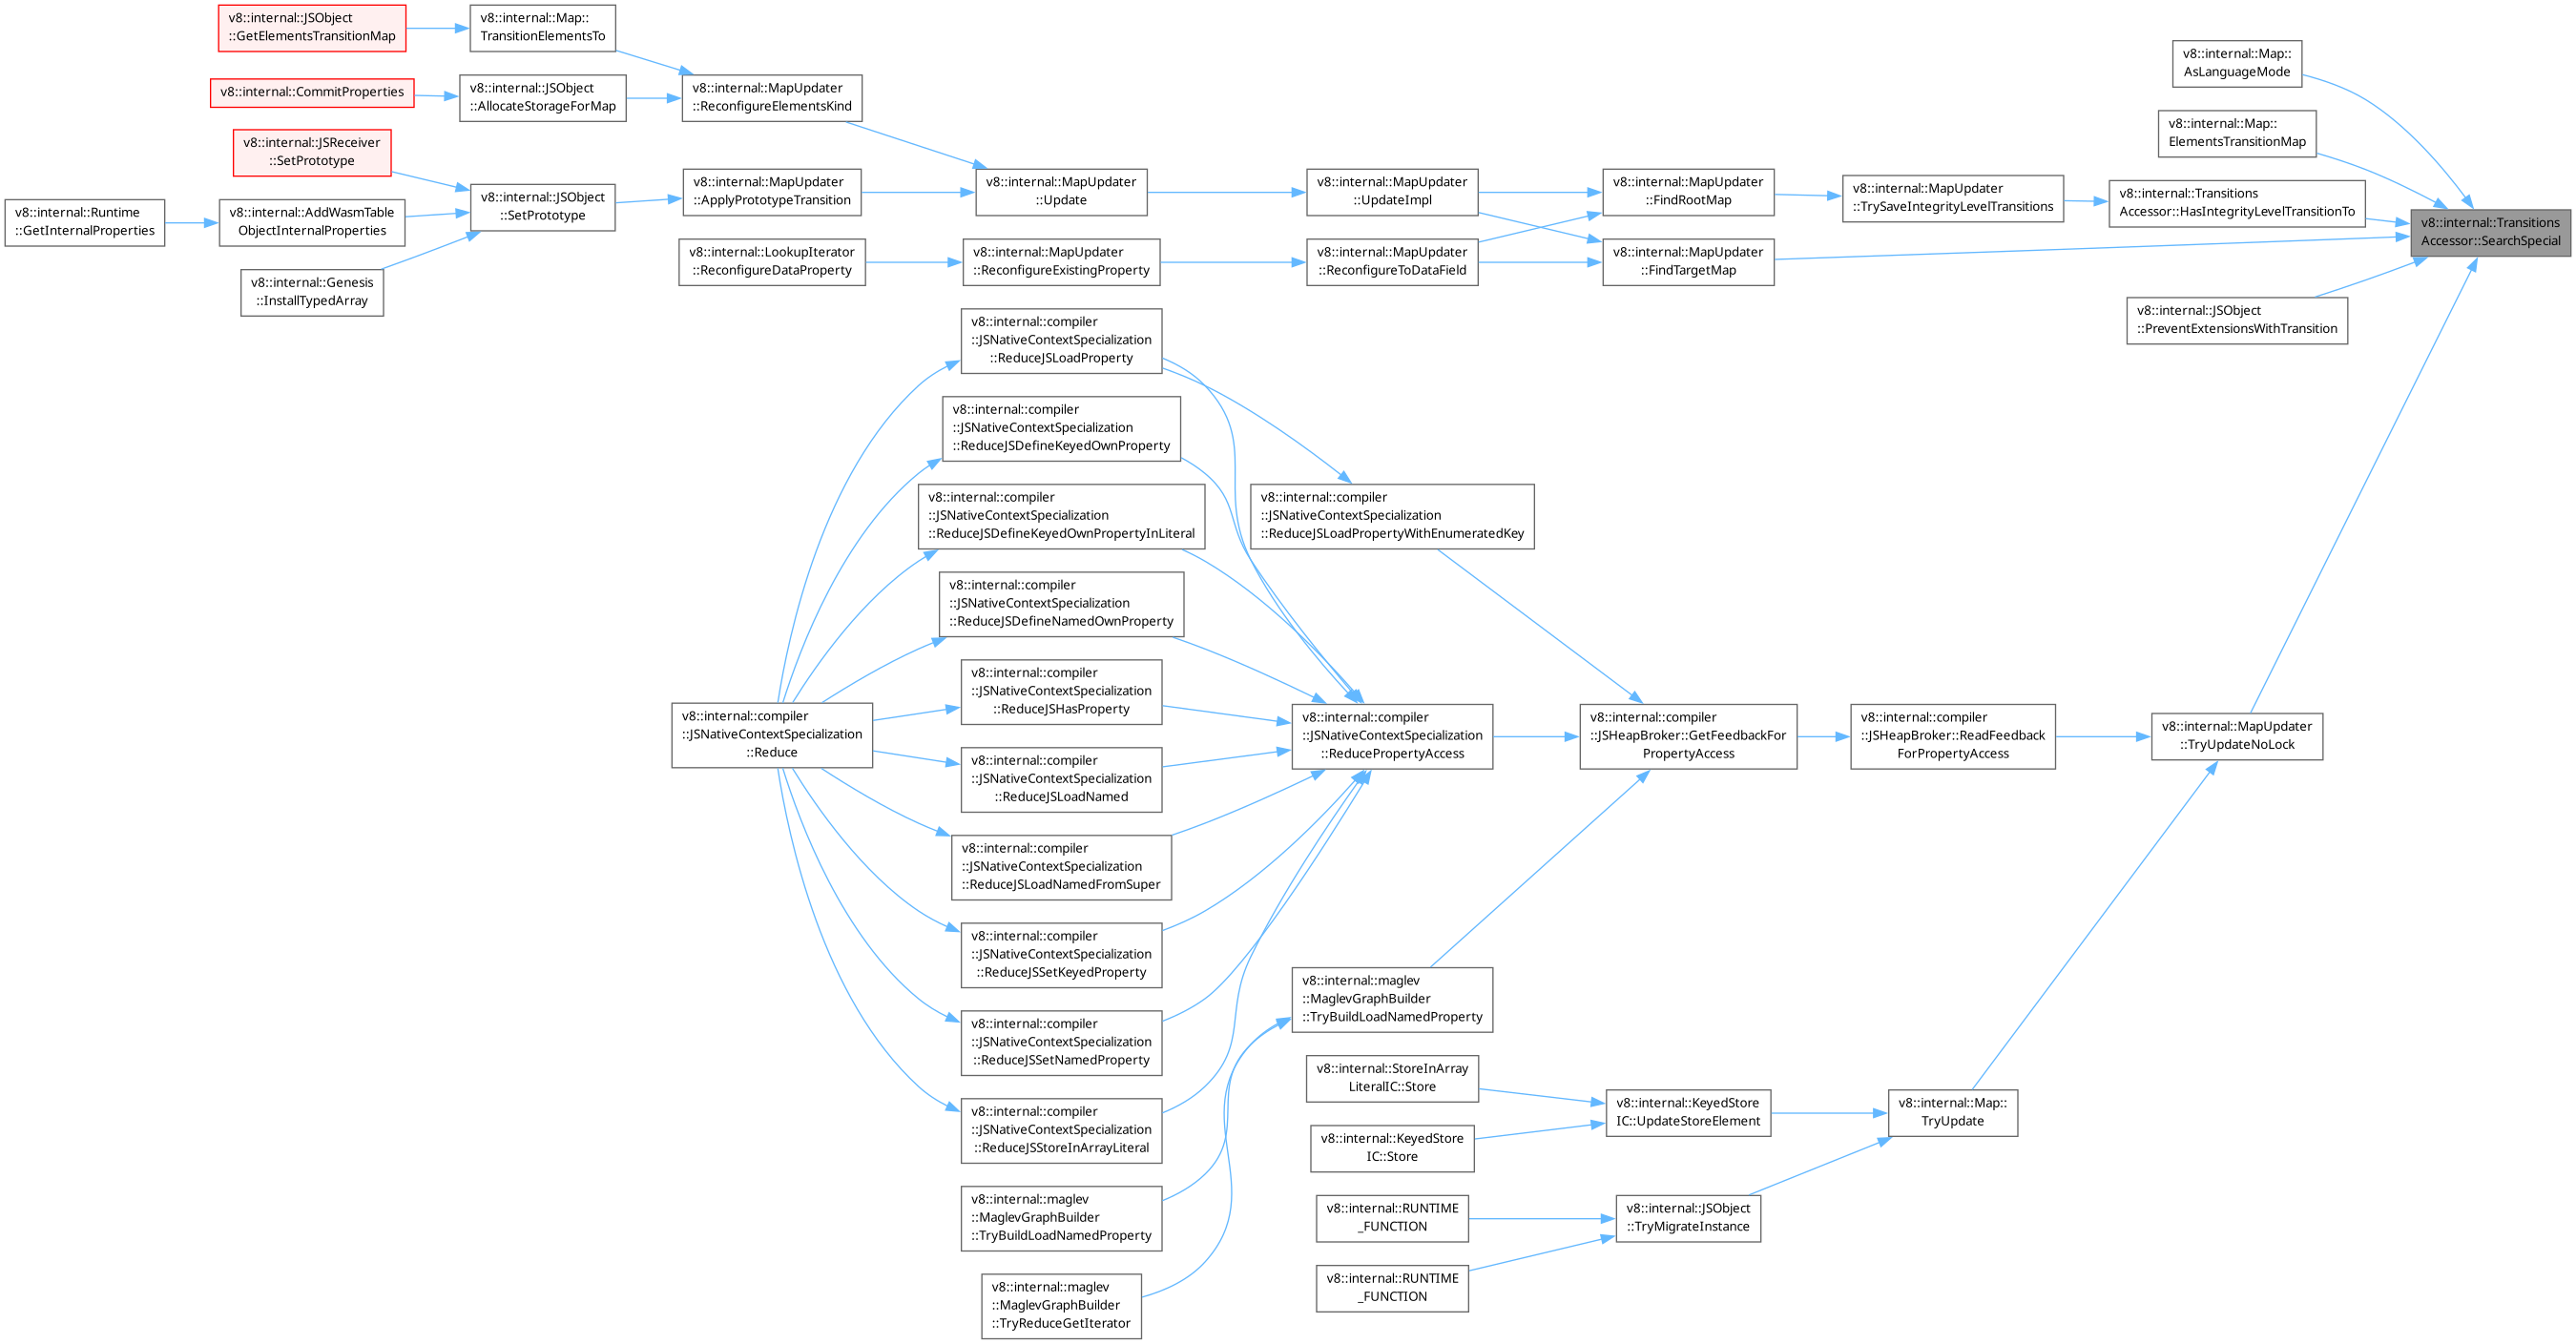 v8::internal::JSObject
::GetElementsTransitionMap
v8::internal::Map::
TransitionElementsTo
v8::internal::Map::
AsLanguageMode
v8::internal::CommitProperties
v8::internal::JSObject
::AllocateStorageForMap
v8::internal::MapUpdater
::ReconfigureElementsKind
v8::internal::Map::
ElementsTransitionMap
v8::internal::JSReceiver
::SetPrototype
v8::internal::Runtime
::GetInternalProperties
v8::internal::AddWasmTable
ObjectInternalProperties
v8::internal::JSObject
::SetPrototype
v8::internal::MapUpdater
::ApplyPrototypeTransition
v8::internal::MapUpdater
::Update
v8::internal::MapUpdater
::UpdateImpl
v8::internal::MapUpdater
::FindRootMap
v8::internal::MapUpdater
::TrySaveIntegrityLevelTransitions
v8::internal::Transitions
Accessor::HasIntegrityLevelTransitionTo
v8::internal::Transitions
Accessor::SearchSpecial
v8::internal::Genesis
::InstallTypedArray
v8::internal::LookupIterator
::ReconfigureDataProperty
v8::internal::MapUpdater
::ReconfigureExistingProperty
v8::internal::MapUpdater
::ReconfigureToDataField
v8::internal::MapUpdater
::FindTargetMap
v8::internal::JSObject
::PreventExtensionsWithTransition
v8::internal::compiler
::JSNativeContextSpecialization
::ReduceJSLoadProperty
v8::internal::compiler
::JSNativeContextSpecialization
::ReduceJSDefineKeyedOwnProperty
v8::internal::compiler
::JSNativeContextSpecialization
::ReduceJSDefineKeyedOwnPropertyInLiteral
v8::internal::compiler
::JSNativeContextSpecialization
::ReduceJSLoadPropertyWithEnumeratedKey
v8::internal::compiler
::JSNativeContextSpecialization
::ReduceJSDefineNamedOwnProperty
v8::internal::compiler
::JSNativeContextSpecialization
::ReduceJSHasProperty
v8::internal::compiler
::JSNativeContextSpecialization
::Reduce
v8::internal::compiler
::JSNativeContextSpecialization
::ReducePropertyAccess
v8::internal::compiler
::JSHeapBroker::GetFeedbackFor
PropertyAccess
v8::internal::compiler
::JSHeapBroker::ReadFeedback
ForPropertyAccess
v8::internal::MapUpdater
::TryUpdateNoLock
v8::internal::compiler
::JSNativeContextSpecialization
::ReduceJSLoadNamed
v8::internal::compiler
::JSNativeContextSpecialization
::ReduceJSLoadNamedFromSuper
v8::internal::compiler
::JSNativeContextSpecialization
::ReduceJSSetKeyedProperty
v8::internal::maglev
::MaglevGraphBuilder
::TryBuildLoadNamedProperty
v8::internal::compiler
::JSNativeContextSpecialization
::ReduceJSSetNamedProperty
v8::internal::StoreInArray
LiteralIC::Store
v8::internal::KeyedStore
IC::UpdateStoreElement
v8::internal::Map::
TryUpdate
v8::internal::compiler
::JSNativeContextSpecialization
::ReduceJSStoreInArrayLiteral
v8::internal::KeyedStore
IC::Store
v8::internal::maglev
::MaglevGraphBuilder
::TryBuildLoadNamedProperty
v8::internal::RUNTIME
_FUNCTION
v8::internal::JSObject
::TryMigrateInstance
v8::internal::RUNTIME
_FUNCTION
v8::internal::maglev
::MaglevGraphBuilder
::TryReduceGetIterator